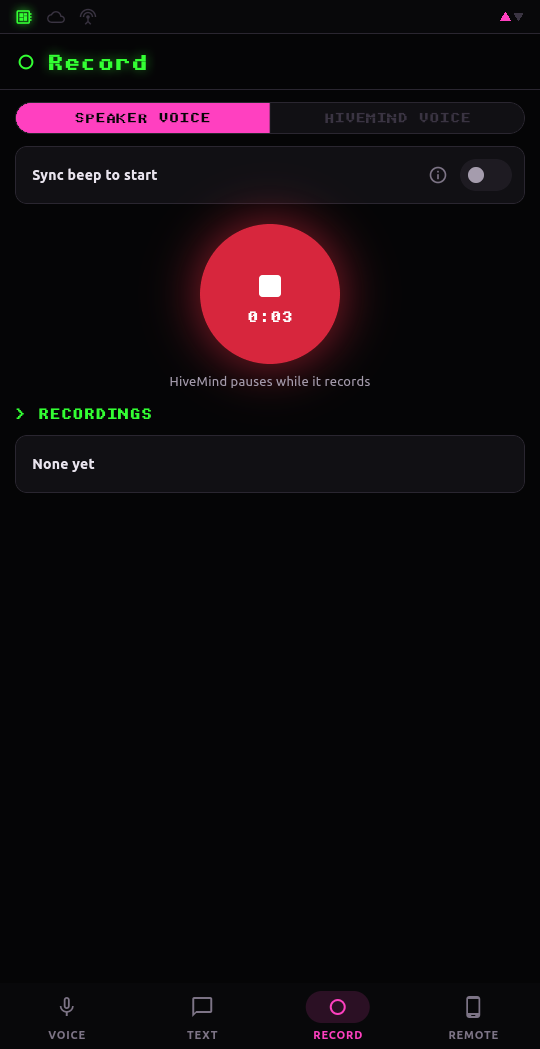 Record
SPEAKER VOICE
HIVEMIND VOICE
Sync beep to start
0:03
HiveMind pauses while it records
RECORDINGS
None yet
VOICE
TEXT
RECORD
REMOTE